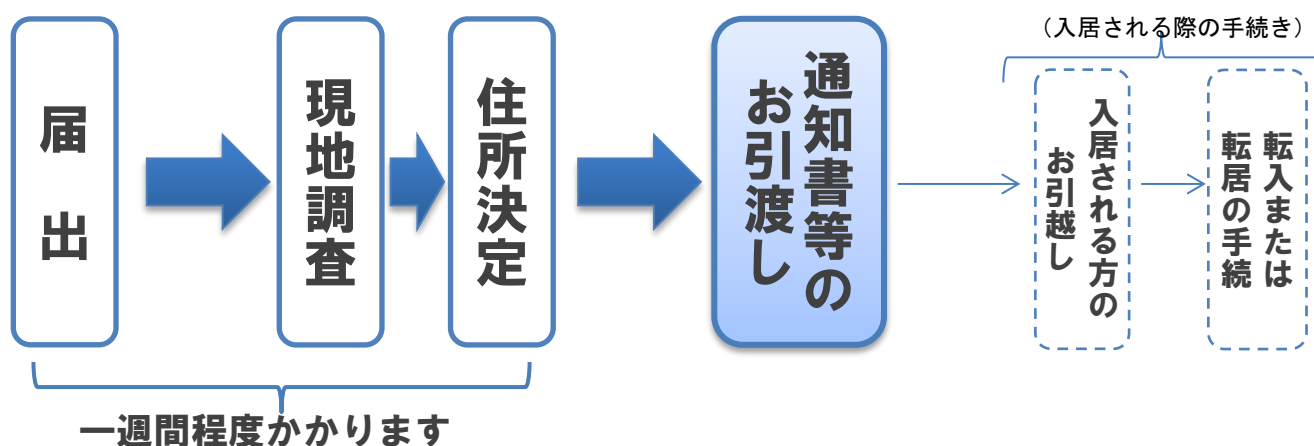 届出
現地調査
住所決定
通知書等の
お引渡し
（入居される際の手続き）
入居される方の
お引越し
転入または
転居の手続
一週間程度かかります